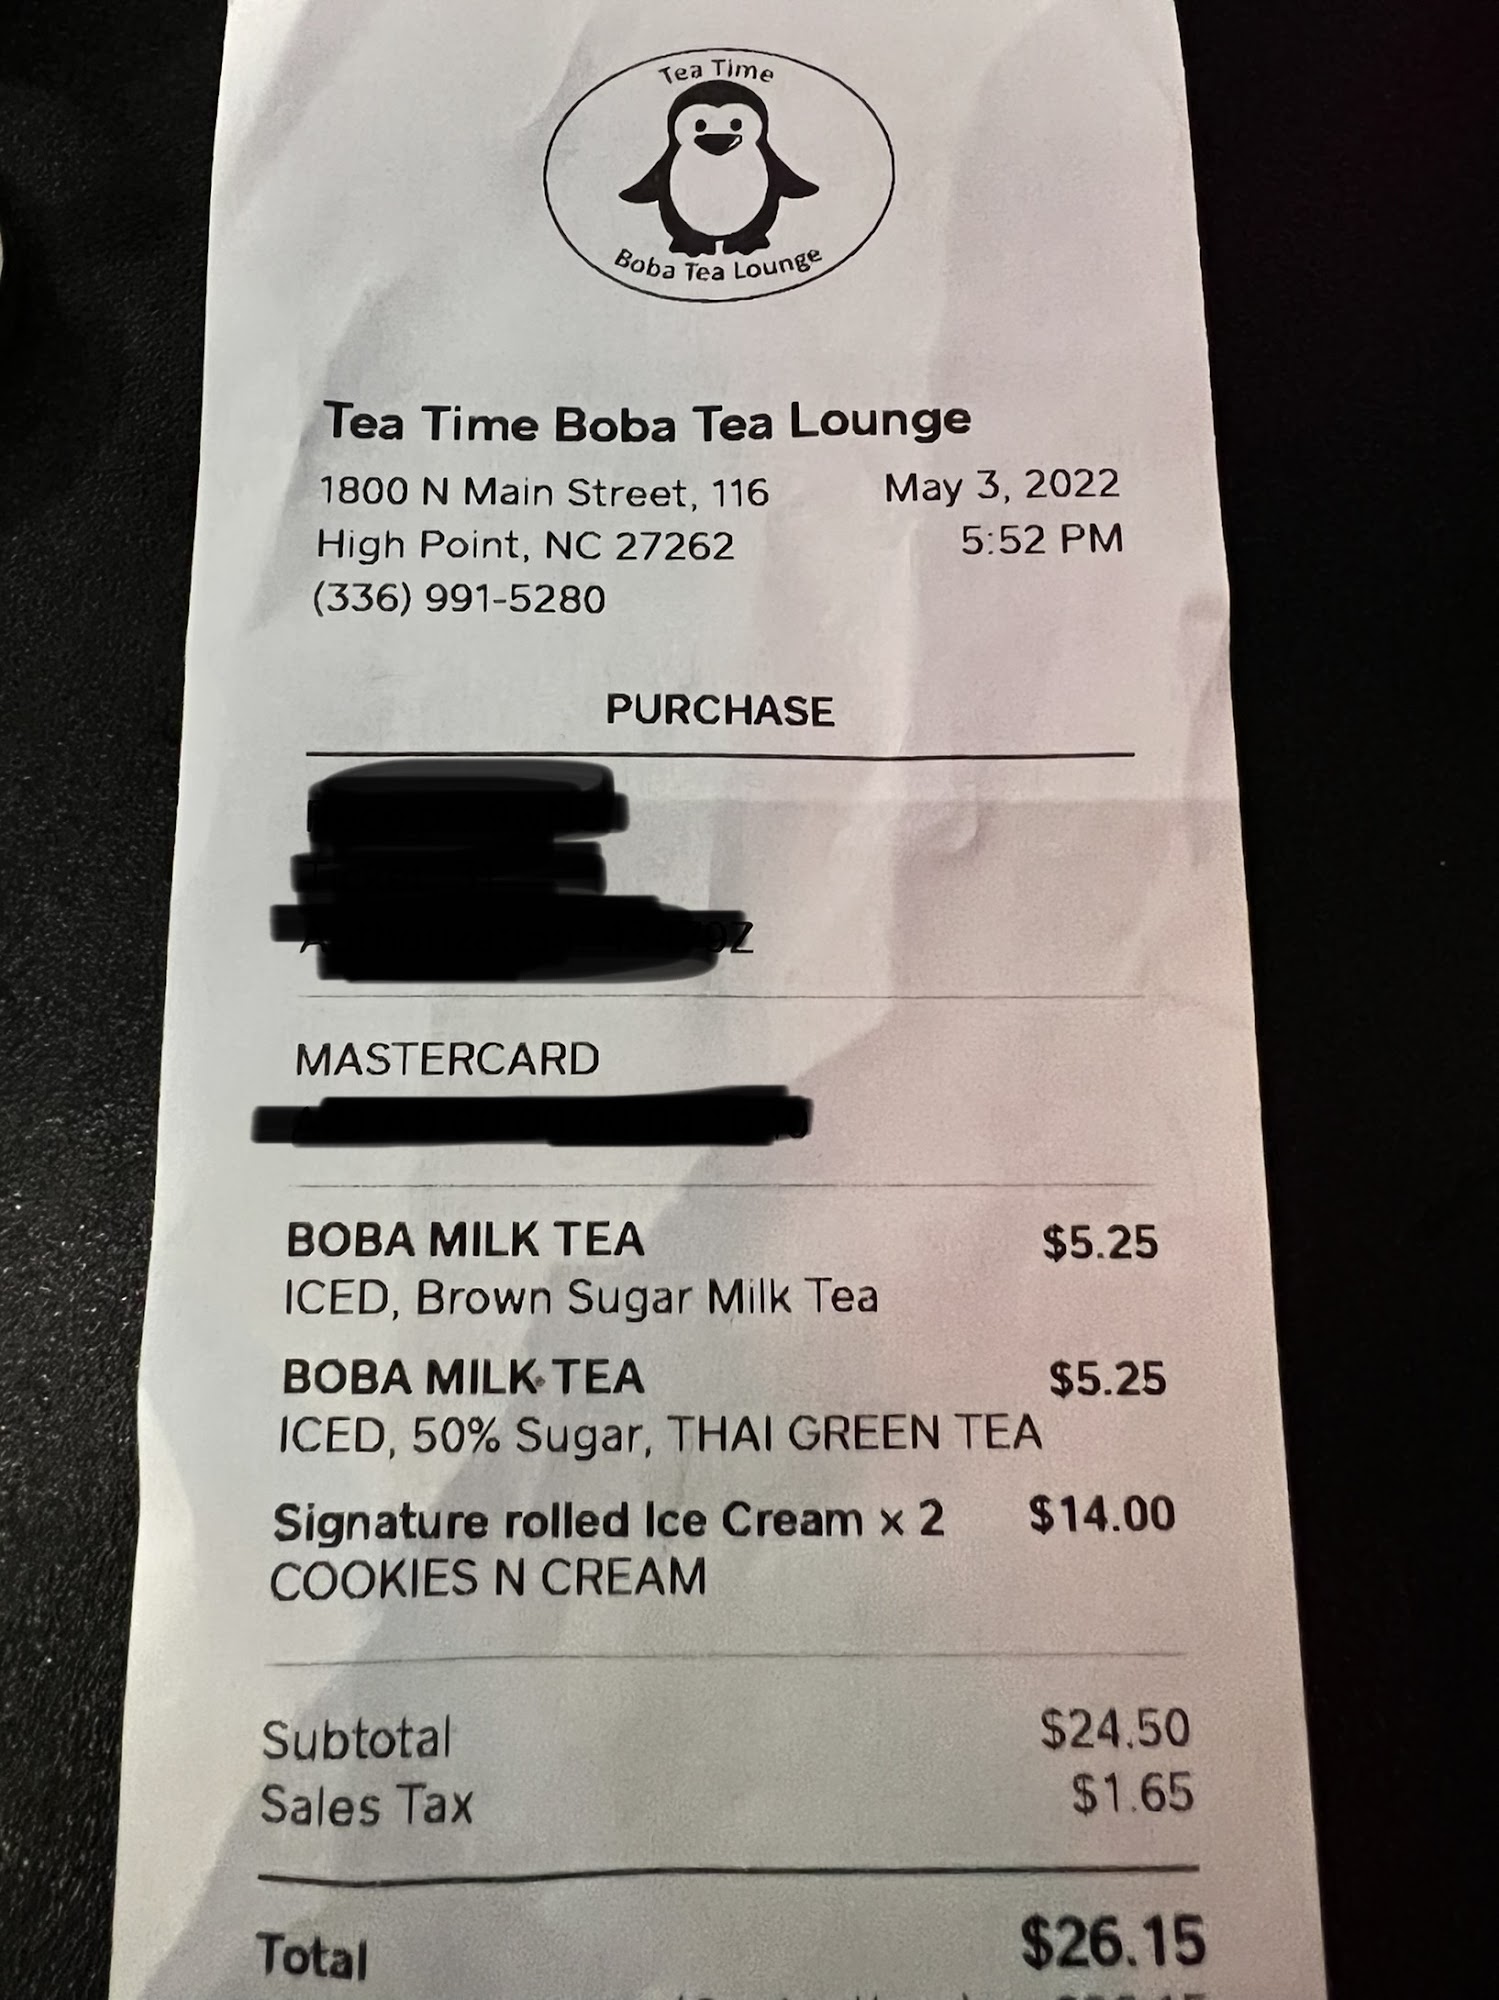 Tea Time
Boba Tea Lounge
Tea Time Boba Tea Lounge
1800 N Main Street, 116 May 3, 2022
High Point, NC 27262 5:52 PM
(336) 991-5280
PURCHASE
MASTERCARD
BOBA MILK TEA $5.25
ICED, Brown Sugar Milk Tea
BOBA MILK TEA $5.25
ICED, 50% Sugar, THAI GREEN TEA
Signature rolled Ice Cream x 2 $14.00
COOKIES N CREAM
Subtotal $24.50
Sales Tax $1.65
Total $26.15